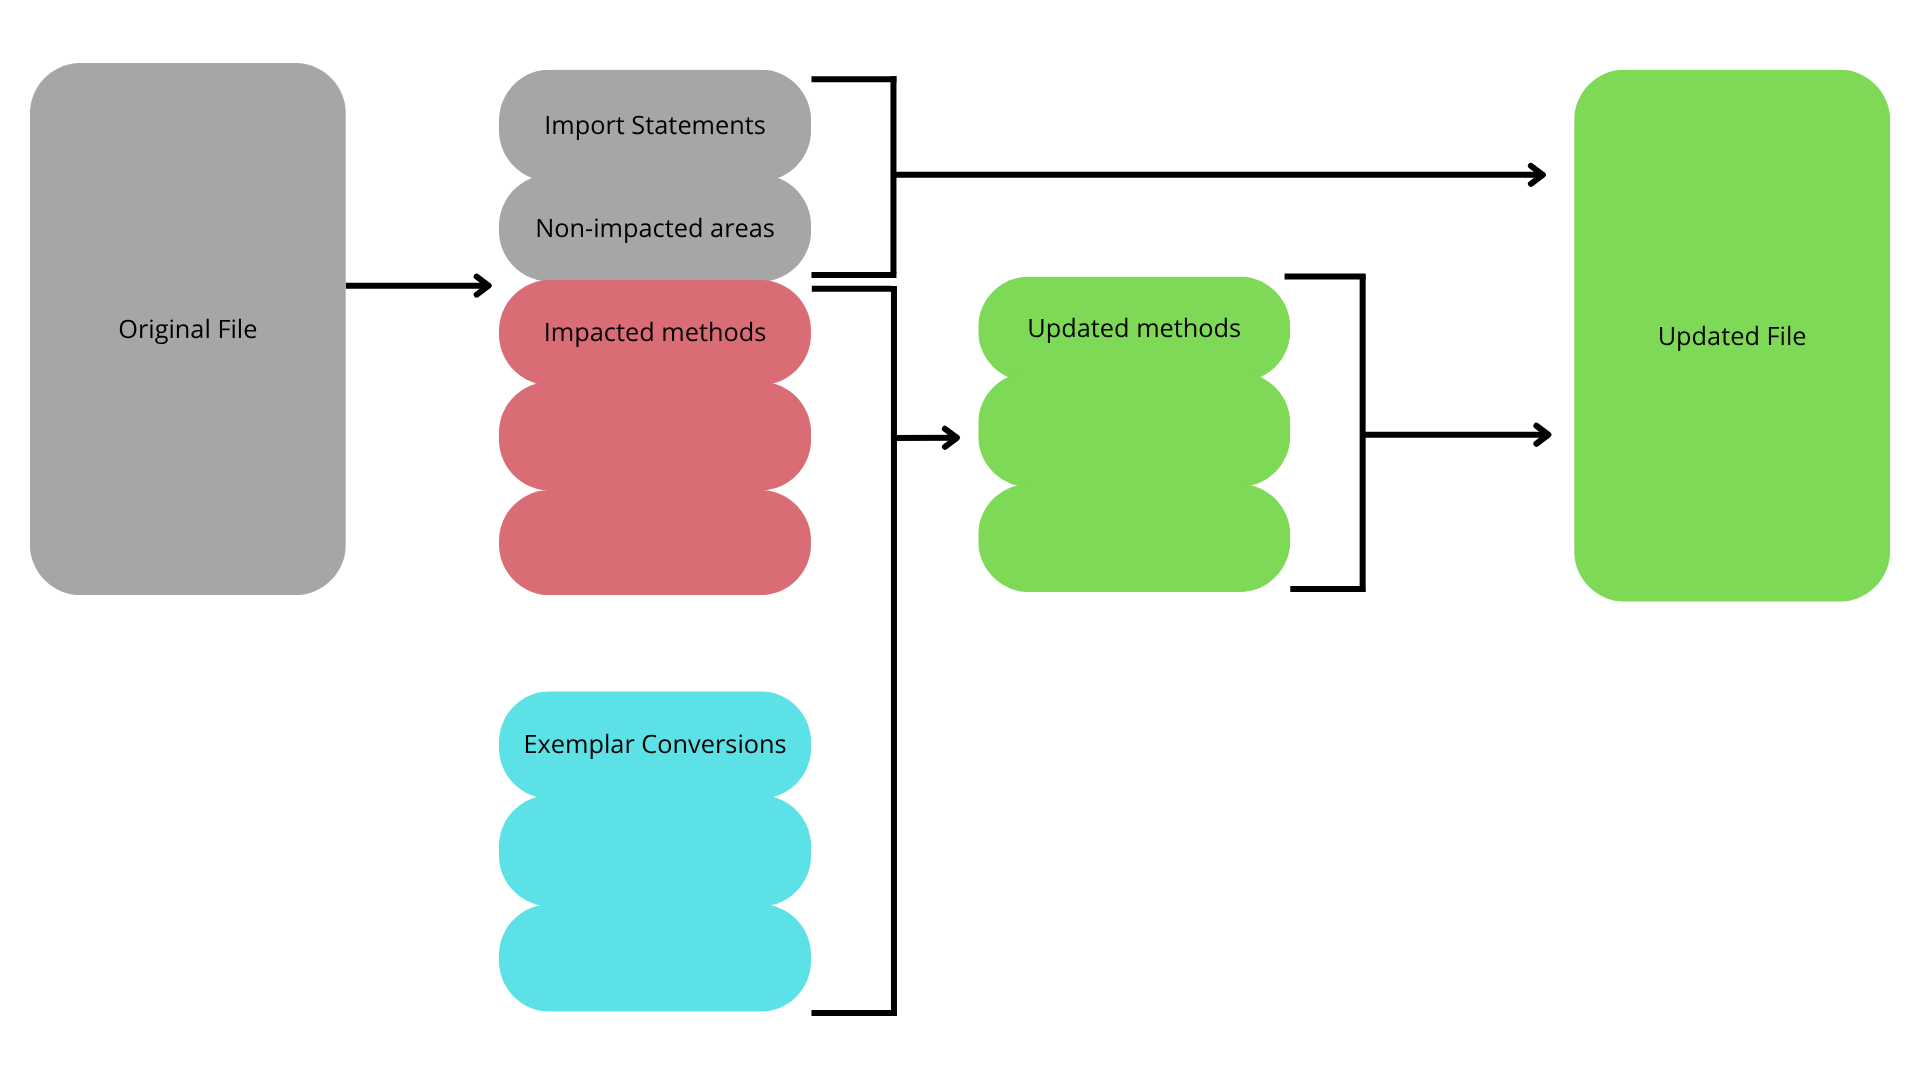 Original File
Import Statements
Non-impacted areas
Impacted methods
Exemplar Conversions
Updated methods
Updated File